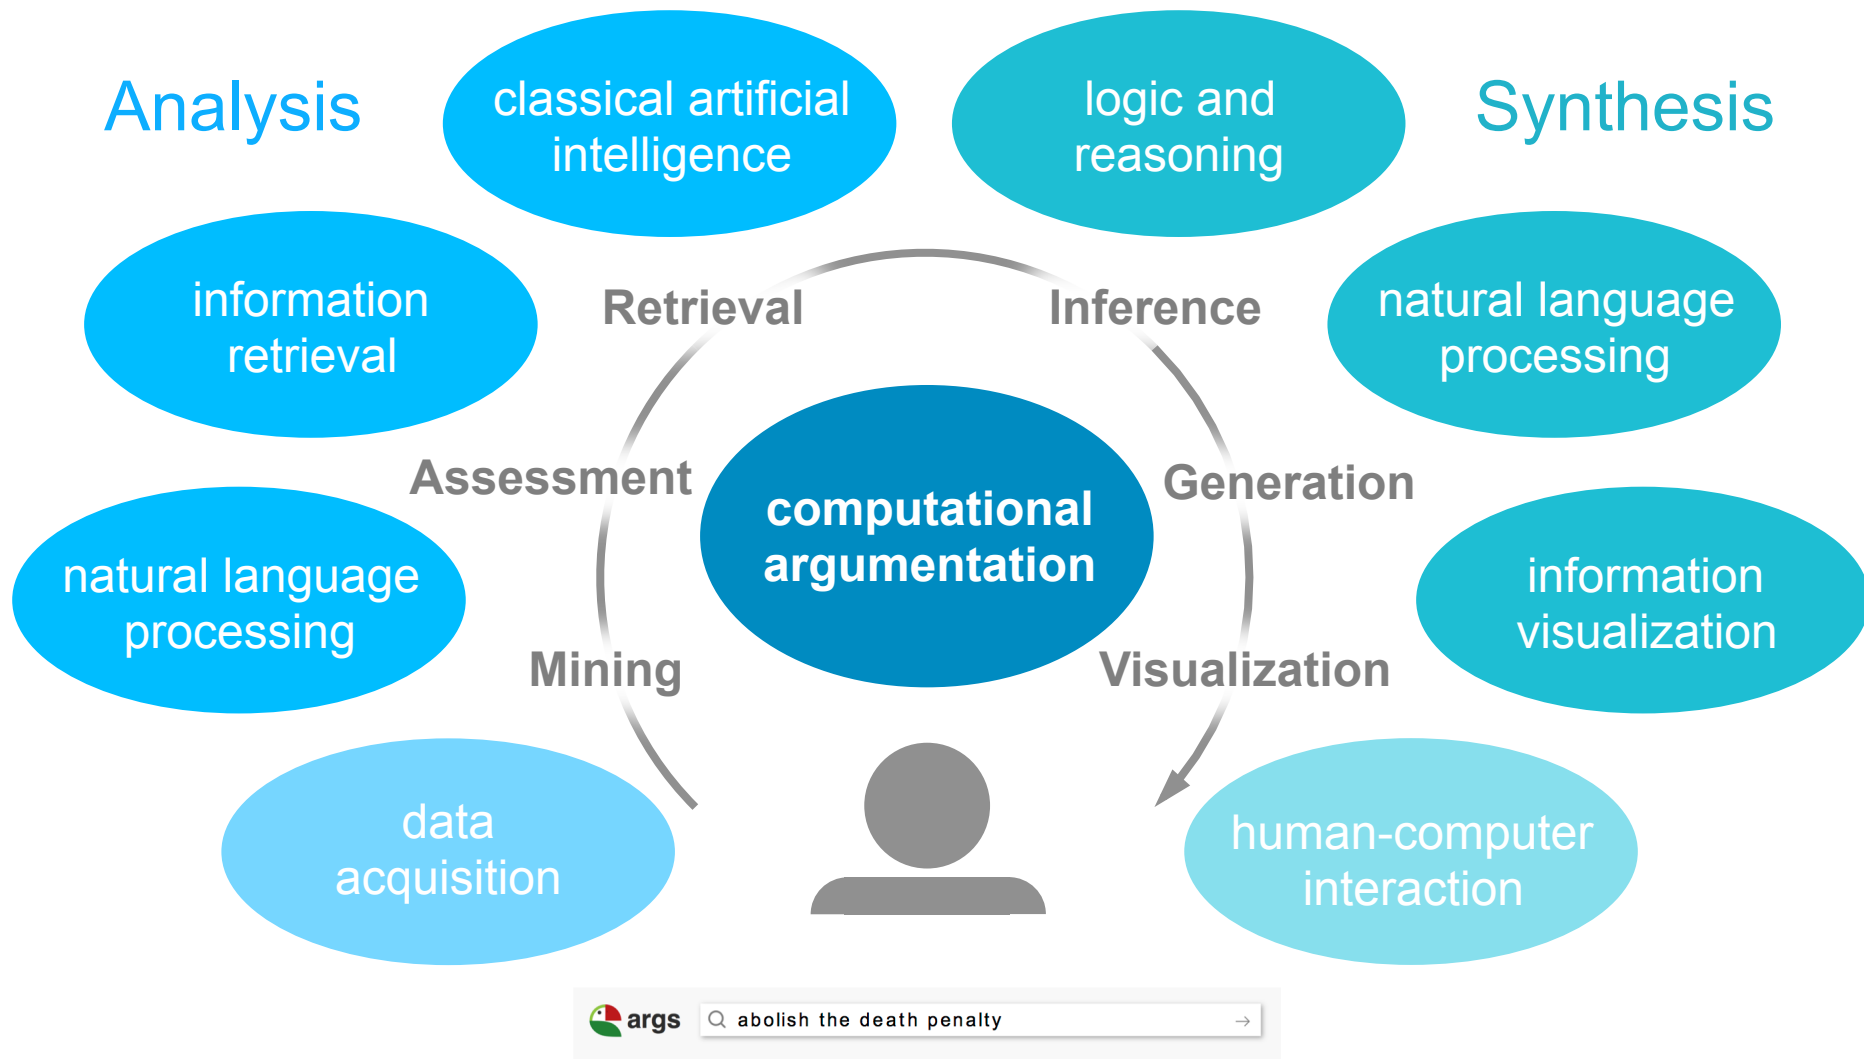 Analysis
classical artificial
intelligence
logic and
reasoning
Synthesis
information
retrieval
Retrieval
Inference
natural language
processing
Assessment
computational
argumentation
Generation
natural language
processing
information
visualization
Mining
Visualization
data
acquisition
human-computer
interaction
args
abolish the death penalty